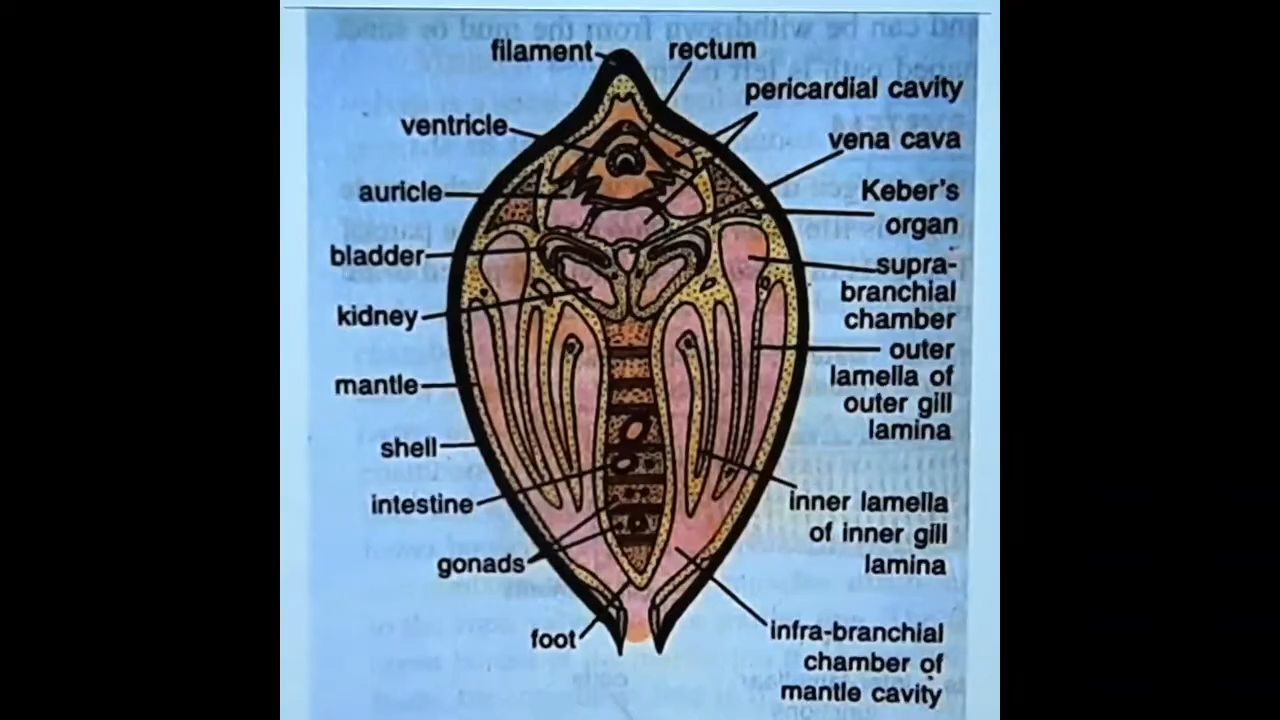 filament
rectum
pericardial cavity
ventricle
vena cava
auricle
Keber's
organ
bladder
supra-
branchial
chamber
kidney
outer
lamella of
outer gill
lamina
mantle
shell
intestine
inner lamella
of inner gill
lamina
gonads
foot
infra-branchial
chamber of
mantle cavity